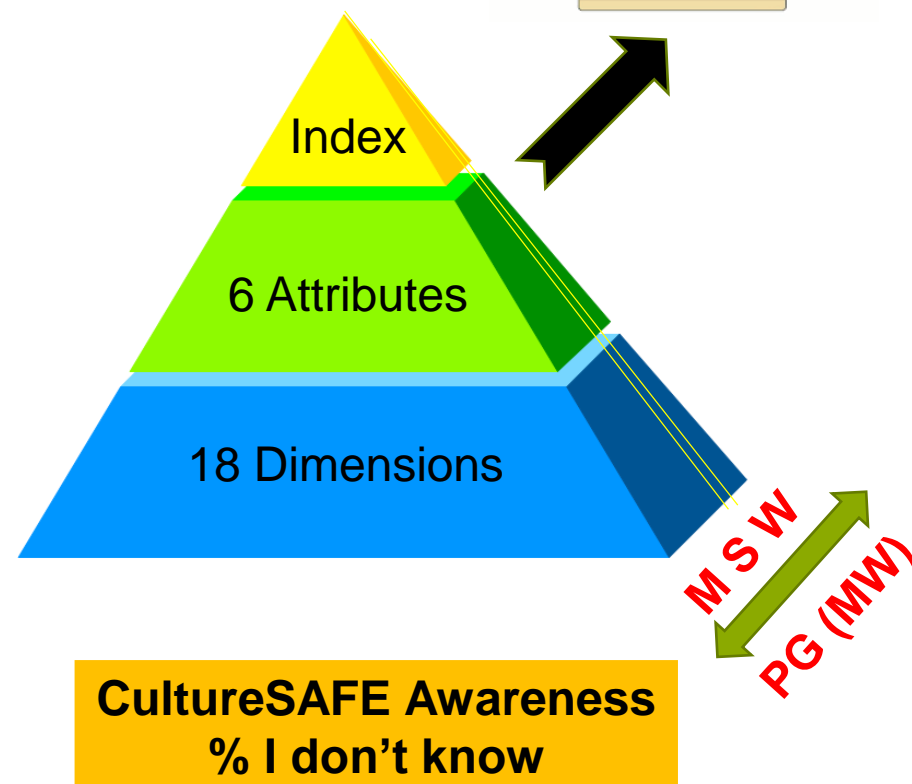 Index
6 Attributes
18 Dimensions
M S W
PG (MW)
CultureSAFE Awareness
% I don’t know